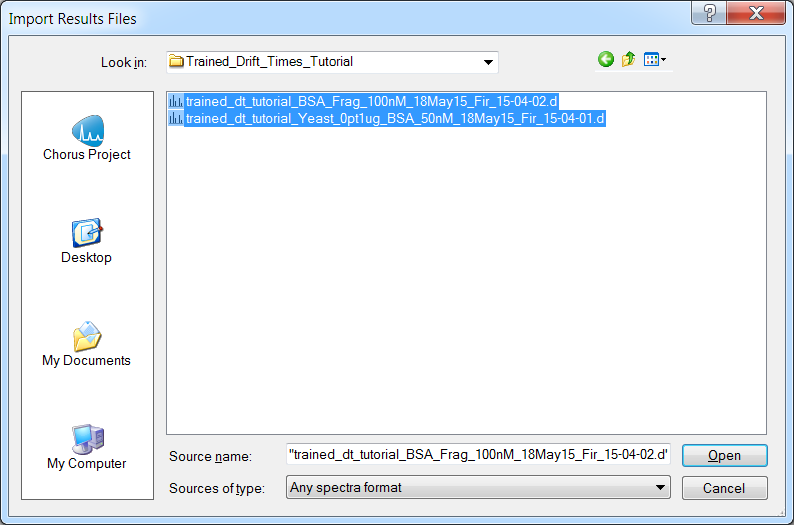 Import Results Files
?
Look in:
Trained_Drift_Times_Tutorial
trained_dt_tutorial_BSA_Frag_100nM_18May15_Fir_15-04-02.d
trained_dt_tutorial_Yeast_0pt1ug_BSA_50nM_18May15_Fir_15-04-01.d
Chorus Project
Desktop
My Documents
My Computer
Source name:
"trained_dt_tutorial_BSA_Frag_100nM_18May15_Fir_15-04-02.d"
Open
Sources of type:
Any spectra format
Cancel